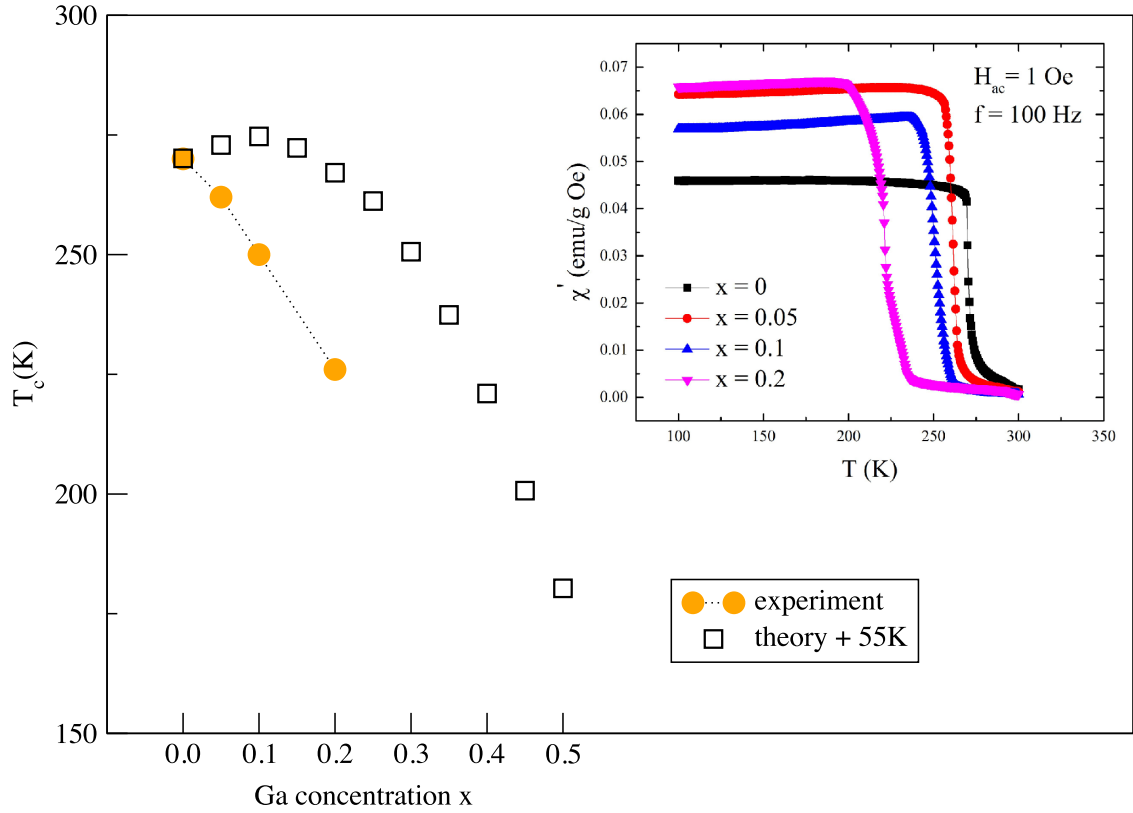 300
250
200
150
T_c(K)
0.0 0.1 0.2 0.3 0.4 0.5
Ga concentration x
experiment
theory + 55K
0.07
0.06
0.05
0.04
0.03
0.02
0.01
0.00
χ' (emu/g Oe)
H_ac = 1 Oe
f = 100 Hz
x = 0
x = 0.05
x = 0.1
x = 0.2
100 150 200 250 300 350
T (K)